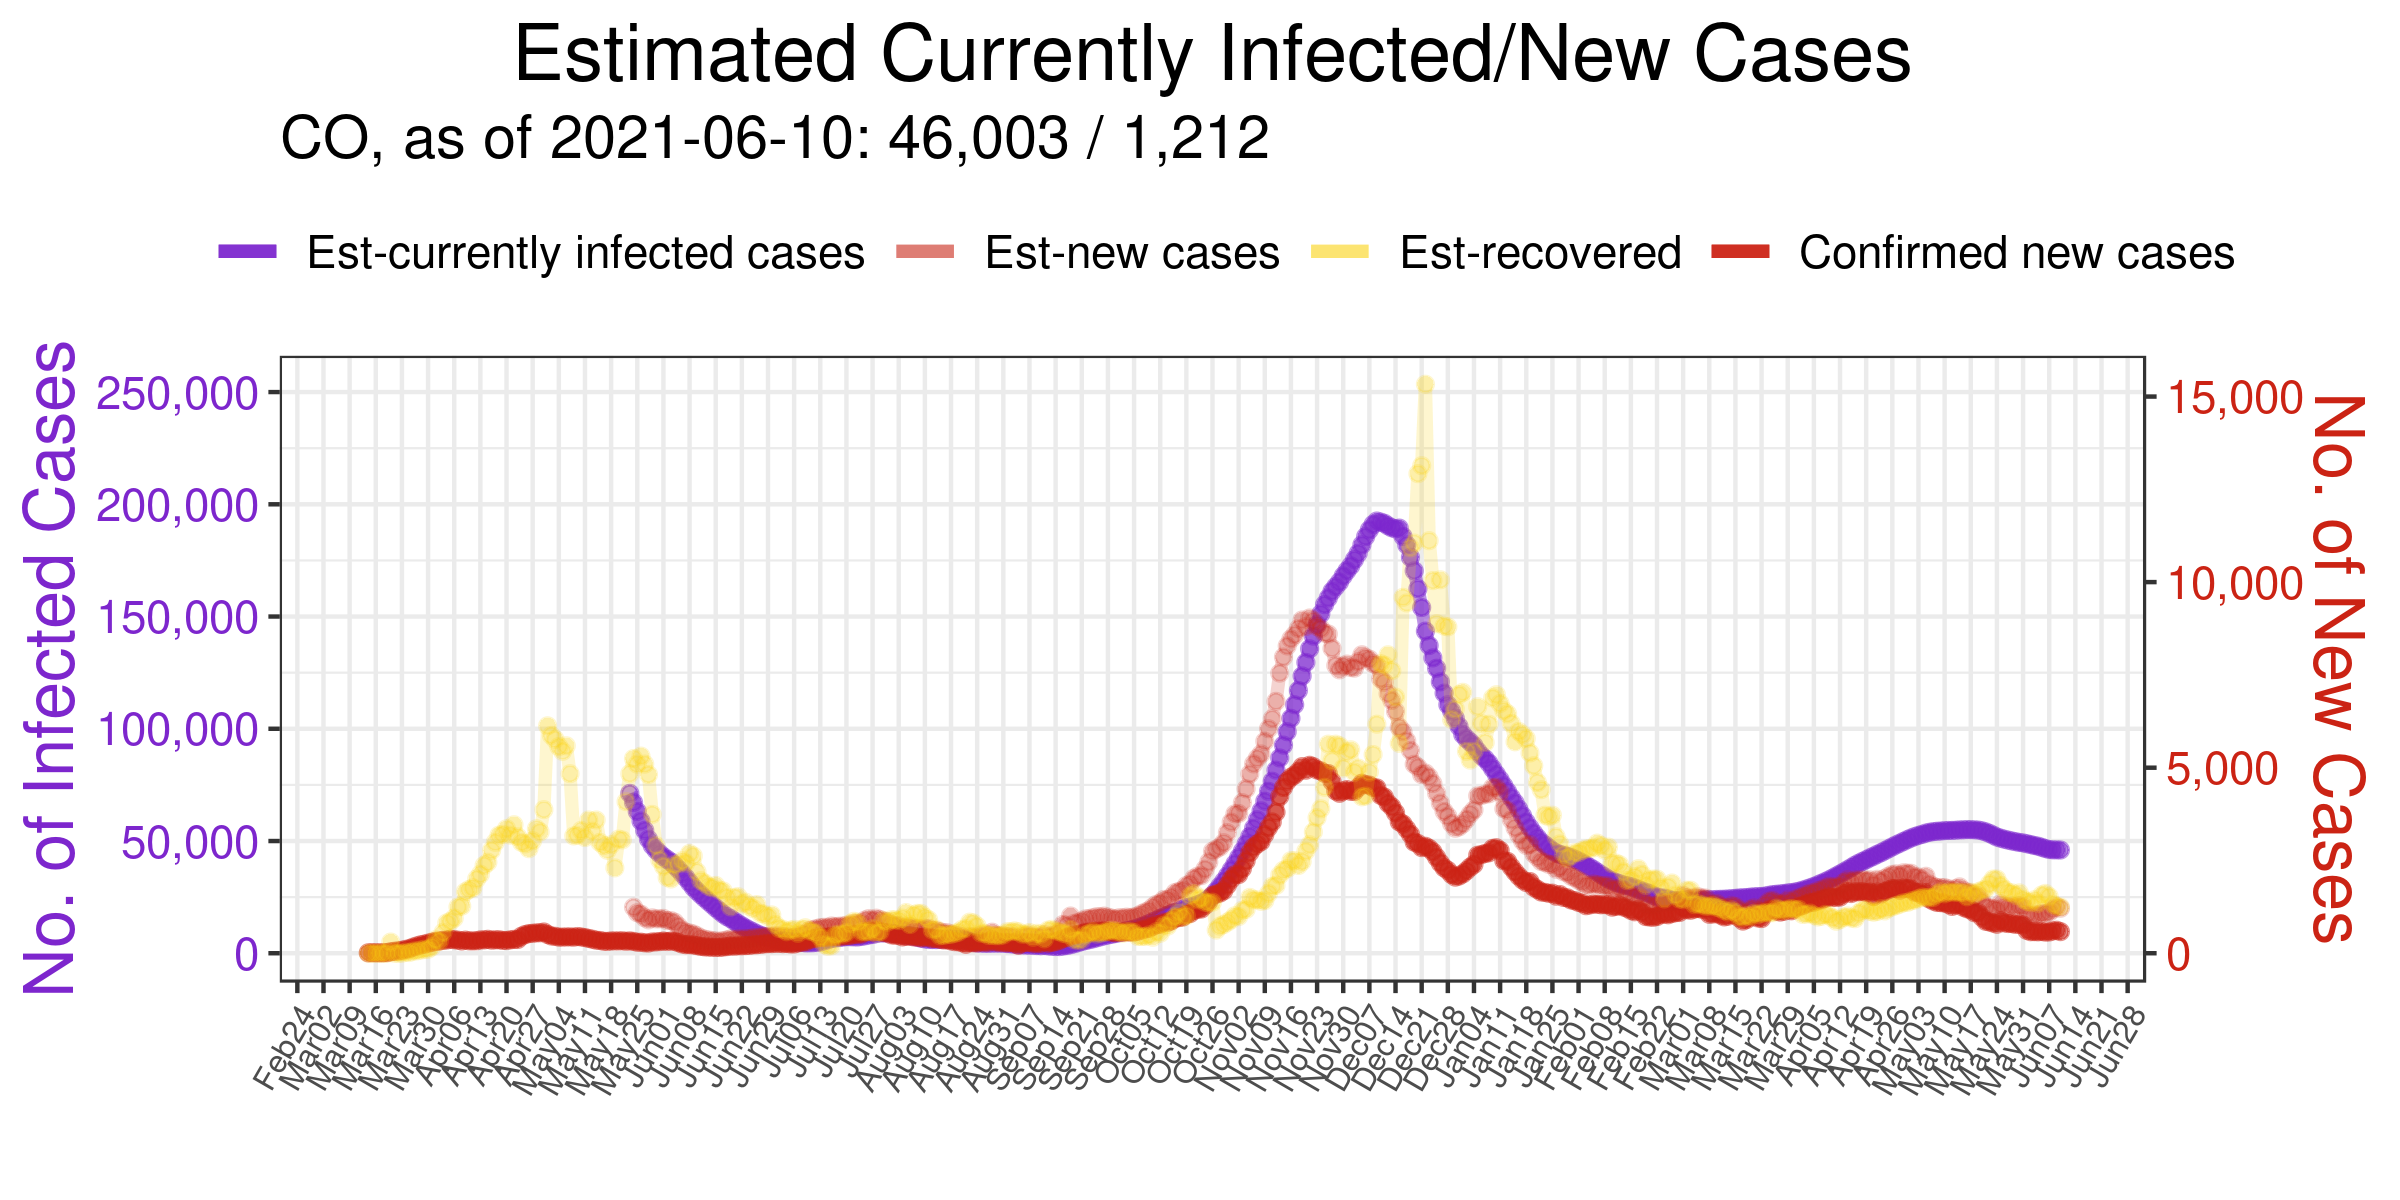 Estimated Currently Infected/New Cases
CO, as of 2021-06-10: 46,003 / 1,212
Est-currently infected cases Est-new cases Est-recovered Confirmed new cases
No. of Infected Cases
250,000
200,000
150,000
100,000
50,000
0
15,000
10,000
5,000
0
No. of New Cases
Feb24
Mar02
Mar09
Mar16
Mar23
Mar30
Apr06
Apr13
Apr20
Apr27
May04
May11
May18
May25
Jun01
Jun08
Jun15
Jun22
Jun29
Jul06
Jul13
Jul20
Jul27
Aug03
Aug10
Aug17
Aug24
Aug31
Sep07
Sep14
Sep21
Sep28
Oct05
Oct12
Oct19
Oct26
Nov02
Nov09
Nov16
Nov23
Nov30
Dec07
Dec14
Dec21
Dec28
Jan04
Jan11
Jan18
Jan25
Feb01
Feb08
Feb15
Feb22
Mar01
Mar08
Mar15
Mar22
Mar29
Apr05
Apr12
Apr19
Apr26
May03
May10
May17
May24
May31
Jun07
Jun14
Jun21
Jun28